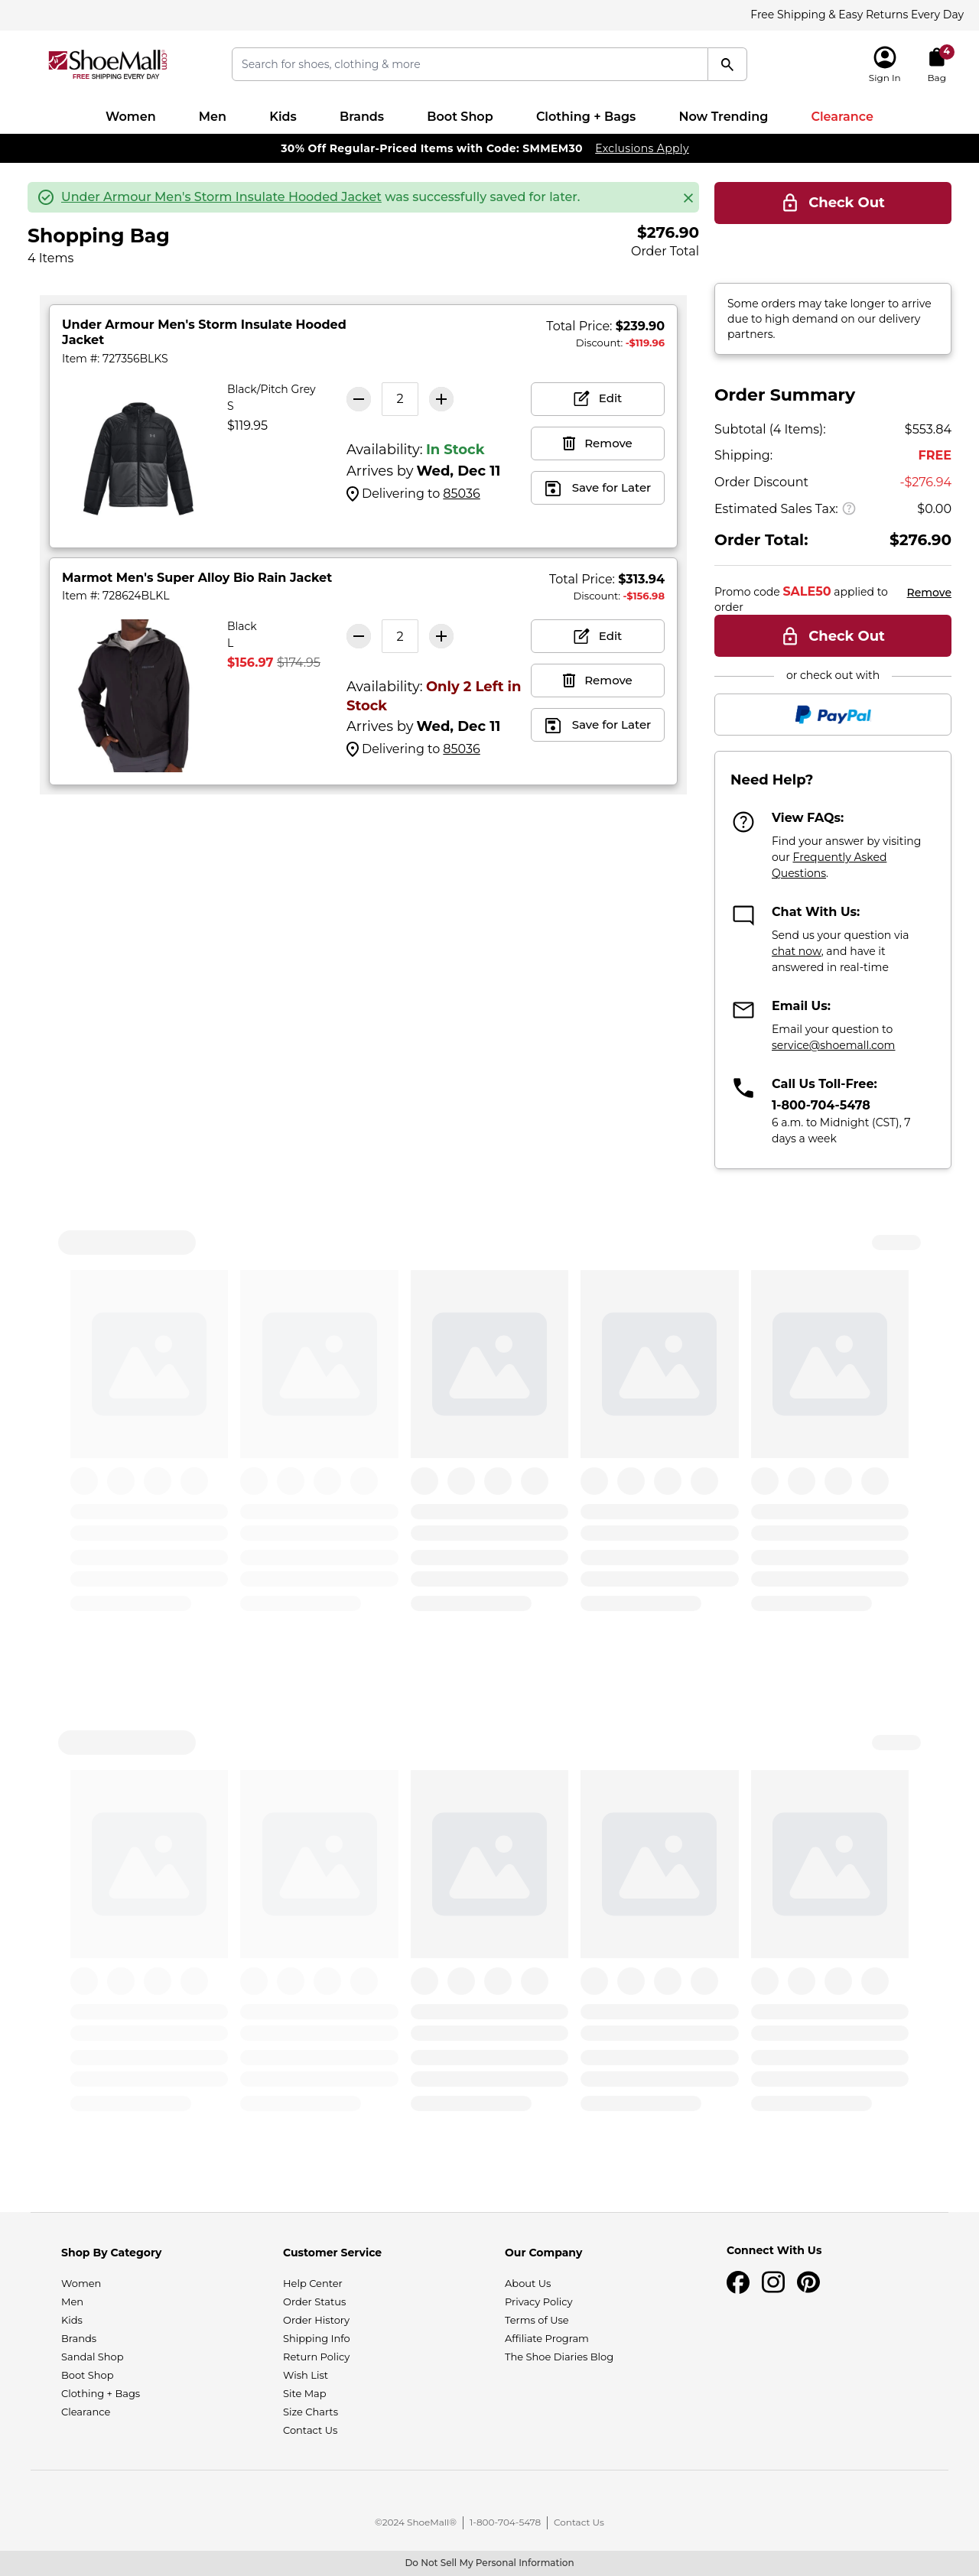 Free Shipping & Easy Returns Every Day
ShoeMall.com
FREE SHIPPING EVERY DAY
Search for shoes, clothing & more
Sign In
4
Bag
Women Men Kids Brands Boot Shop Clothing + Bags Now Trending Clearance
30% Off Regular-Priced Items with Code: SMMEM30 Exclusions Apply
Under Armour Men's Storm Insulate Hooded Jacket was successfully saved for later.
Shopping Bag
4 Items
$276.90
Order Total
Under Armour Men's Storm Insulate Hooded
Jacket
Item #: 727356BLKS
Total Price: $239.90
Discount: -$119.96
Black/Pitch Grey
S
$119.95
2
Availability: In Stock
Arrives by Wed, Dec 11
Delivering to 85036
Edit
Remove
Save for Later
Marmot Men's Super Alloy Bio Rain Jacket
Item #: 728624BLKL
Total Price: $313.94
Discount: -$156.98
Black
L
$156.97 $174.95
2
Availability: Only 2 Left in
Stock
Arrives by Wed, Dec 11
Delivering to 85036
Edit
Remove
Save for Later
Check Out
Some orders may take longer to arrive
due to high demand on our delivery
partners.
Order Summary
Subtotal (4 Items): $553.84
Shipping: FREE
Order Discount -$276.94
Estimated Sales Tax: ? $0.00
Order Total: $276.90
Promo code SALE50 applied to
order
Remove
Check Out
or check out with
PayPal
Need Help?
View FAQs:
Find your answer by visiting
our Frequently Asked
Questions.
Chat With Us:
Send us your question via
chat now, and have it
answered in real-time
Email Us:
Email your question to
service@shoemall.com
Call Us Toll-Free:
1-800-704-5478
6 a.m. to Midnight (CST), 7
days a week
Shop By Category
Women
Men
Kids
Brands
Sandal Shop
Boot Shop
Clothing + Bags
Clearance
Customer Service
Help Center
Order Status
Order History
Shipping Info
Return Policy
Wish List
Site Map
Size Charts
Contact Us
Our Company
About Us
Privacy Policy
Terms of Use
Affiliate Program
The Shoe Diaries Blog
Connect With Us
©2024 ShoeMall® 1-800-704-5478 Contact Us
Do Not Sell My Personal Information